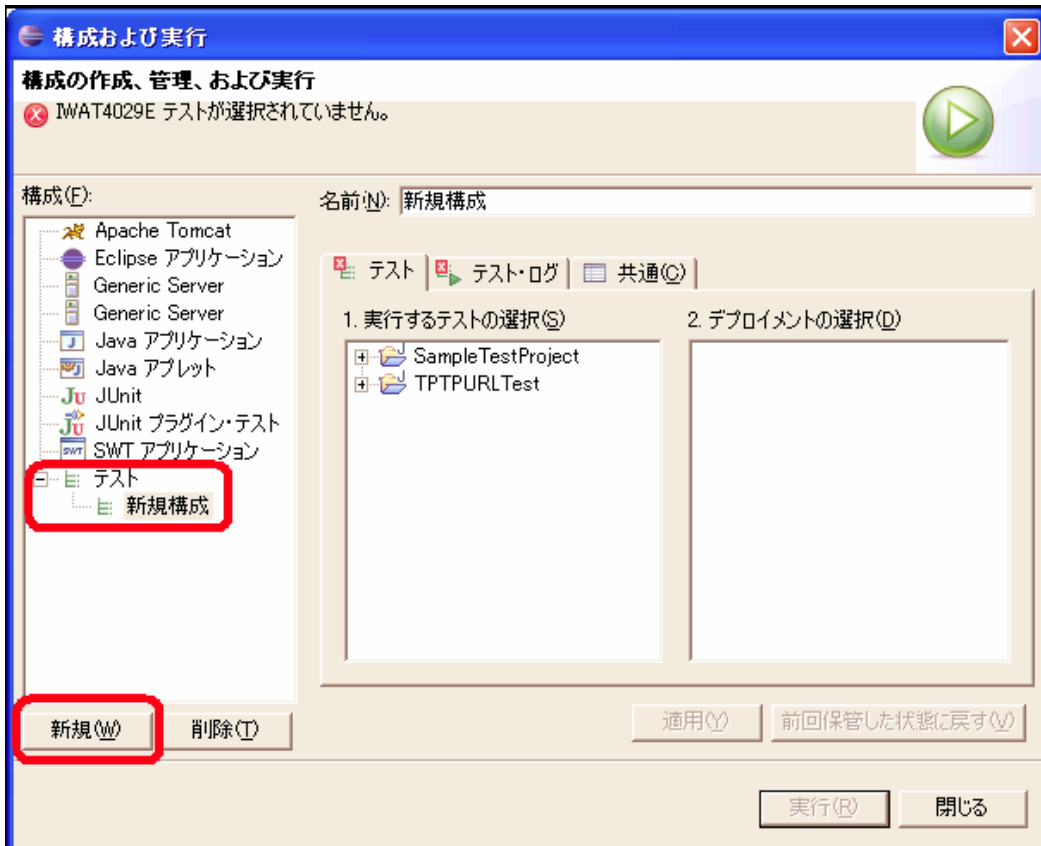 構成および実行
構成の作成、管理、および実行
IWAT4029E テストが選択されていません。
構成(F):
Apache Tomcat
Eclipse アプリケーション
Generic Server
Generic Server
Java アプリケーション
Java アプレット
JUnit
JUnit プラグイン・テスト
SWT アプリケーション
テスト
新規構成
新規(W)
削除(T)
名前(N): 新規構成
テスト
テスト・ログ
共通(C)
1. 実行するテストの選択(S)
SampleTestProject
TPTPURLTest
2. デプロイメントの選択(D)
適用(Y)
前回保管した状態に戻す(V)
実行(R)
閉じる